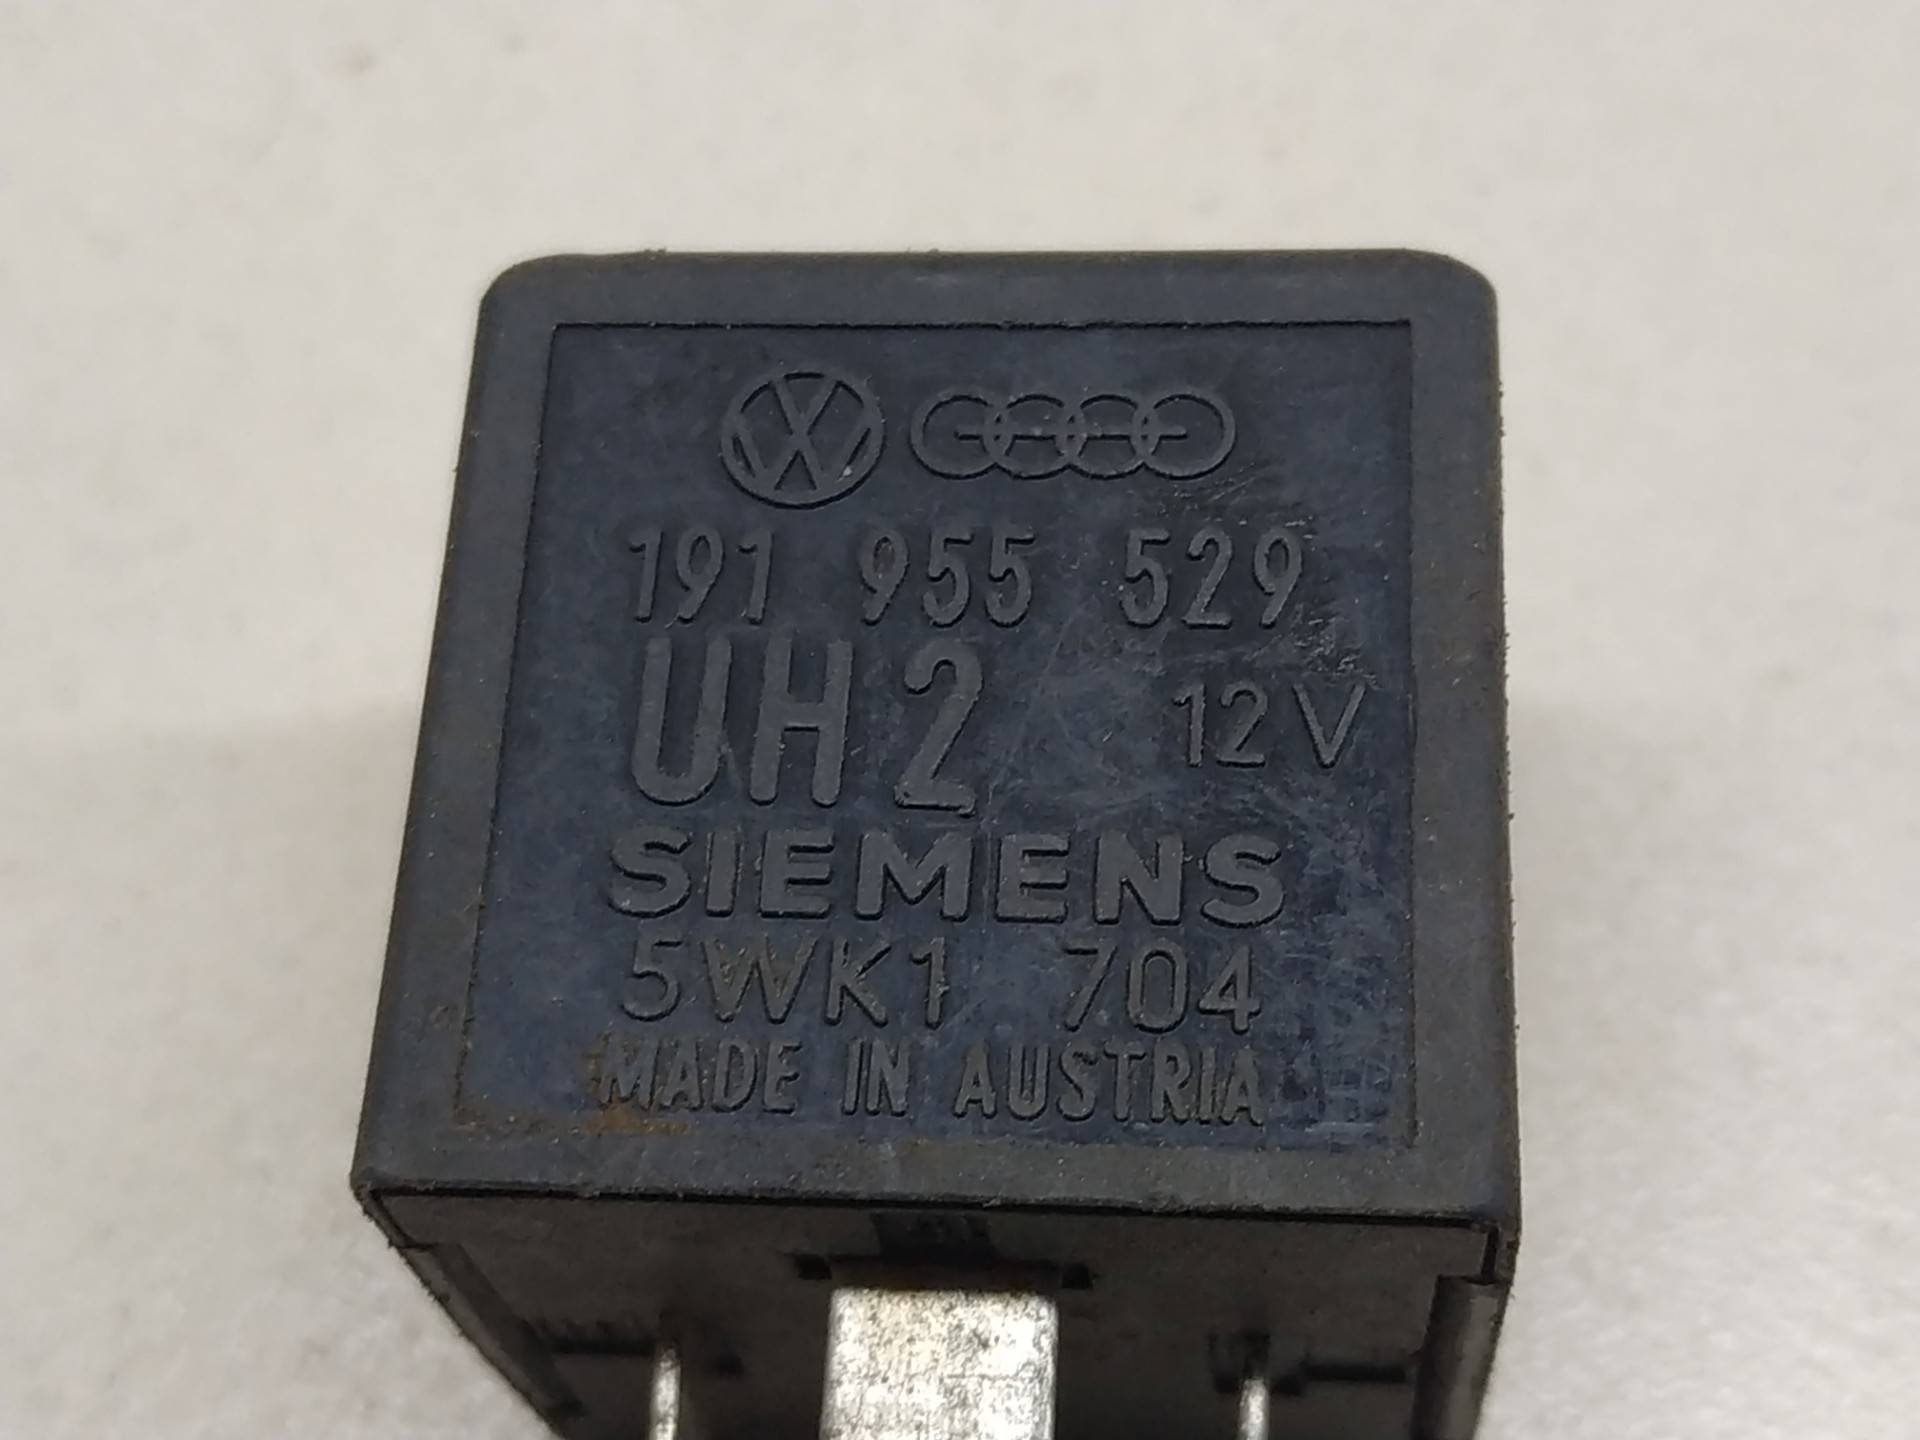 191 955 529
UH2 12V
SIEMENS
5WK1 704
MADE IN AUSTRIA